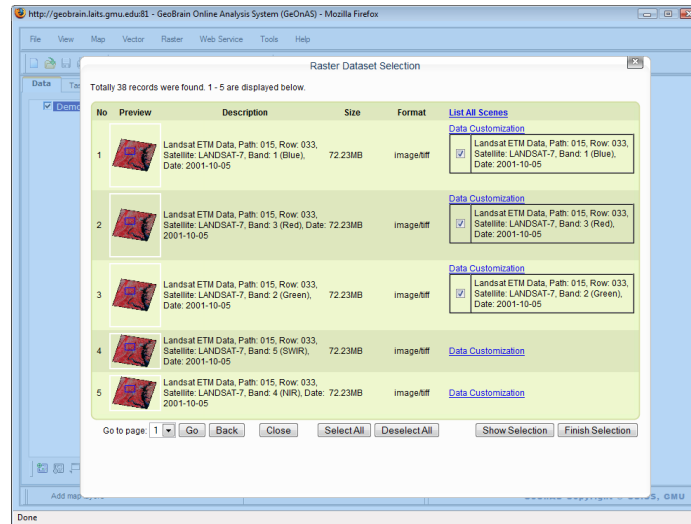 http://geobrain.laits.gmu.edu:81 - GeoBrain Online Analysis System (GeOnAS) - Mozilla Firefox
File View Map Vector Raster Web Service Tools Help
Raster Dataset Selection
Data
Totally 38 records were found. 1 - 5 are displayed below.
Demo
No Preview Description Size Format List All Scenes
1
Landsat ETM Data, Path: 015, Row: 033,
Satellite: LANDSAT-7, Band: 1 (Blue),
Date: 2001-10-05
72.23MB
image/tiff
Data Customization
Landsat ETM Data, Path: 015, Row: 033,
Satellite: LANDSAT-7, Band: 1 (Blue),
Date: 2001-10-05
2
Landsat ETM Data, Path: 015, Row: 033,
Satellite: LANDSAT-7, Band: 3 (Red), Date:
2001-10-05
72.23MB
image/tiff
Data Customization
Landsat ETM Data, Path: 015, Row: 033,
Satellite: LANDSAT-7, Band: 3 (Red),
Date: 2001-10-05
3
Landsat ETM Data, Path: 015, Row: 033,
Satellite: LANDSAT-7, Band: 2 (Green),
Date: 2001-10-05
72.23MB
image/tiff
Data Customization
Landsat ETM Data, Path: 015, Row: 033,
Satellite: LANDSAT-7, Band: 2 (Green),
Date: 2001-10-05
4
Landsat ETM Data, Path: 015, Row: 033,
Satellite: LANDSAT-7, Band: 5 (SWIR),
Date: 2001-10-05
72.23MB
image/tiff
Data Customization
5
Landsat ETM Data, Path: 015, Row: 033,
Satellite: LANDSAT-7, Band: 4 (NIR), Date:
2001-10-05
72.23MB
image/tiff
Data Customization
Go to page: 1 Go Back Close Select All Deselect All Show Selection Finish Selection
Add map
GMU
Done